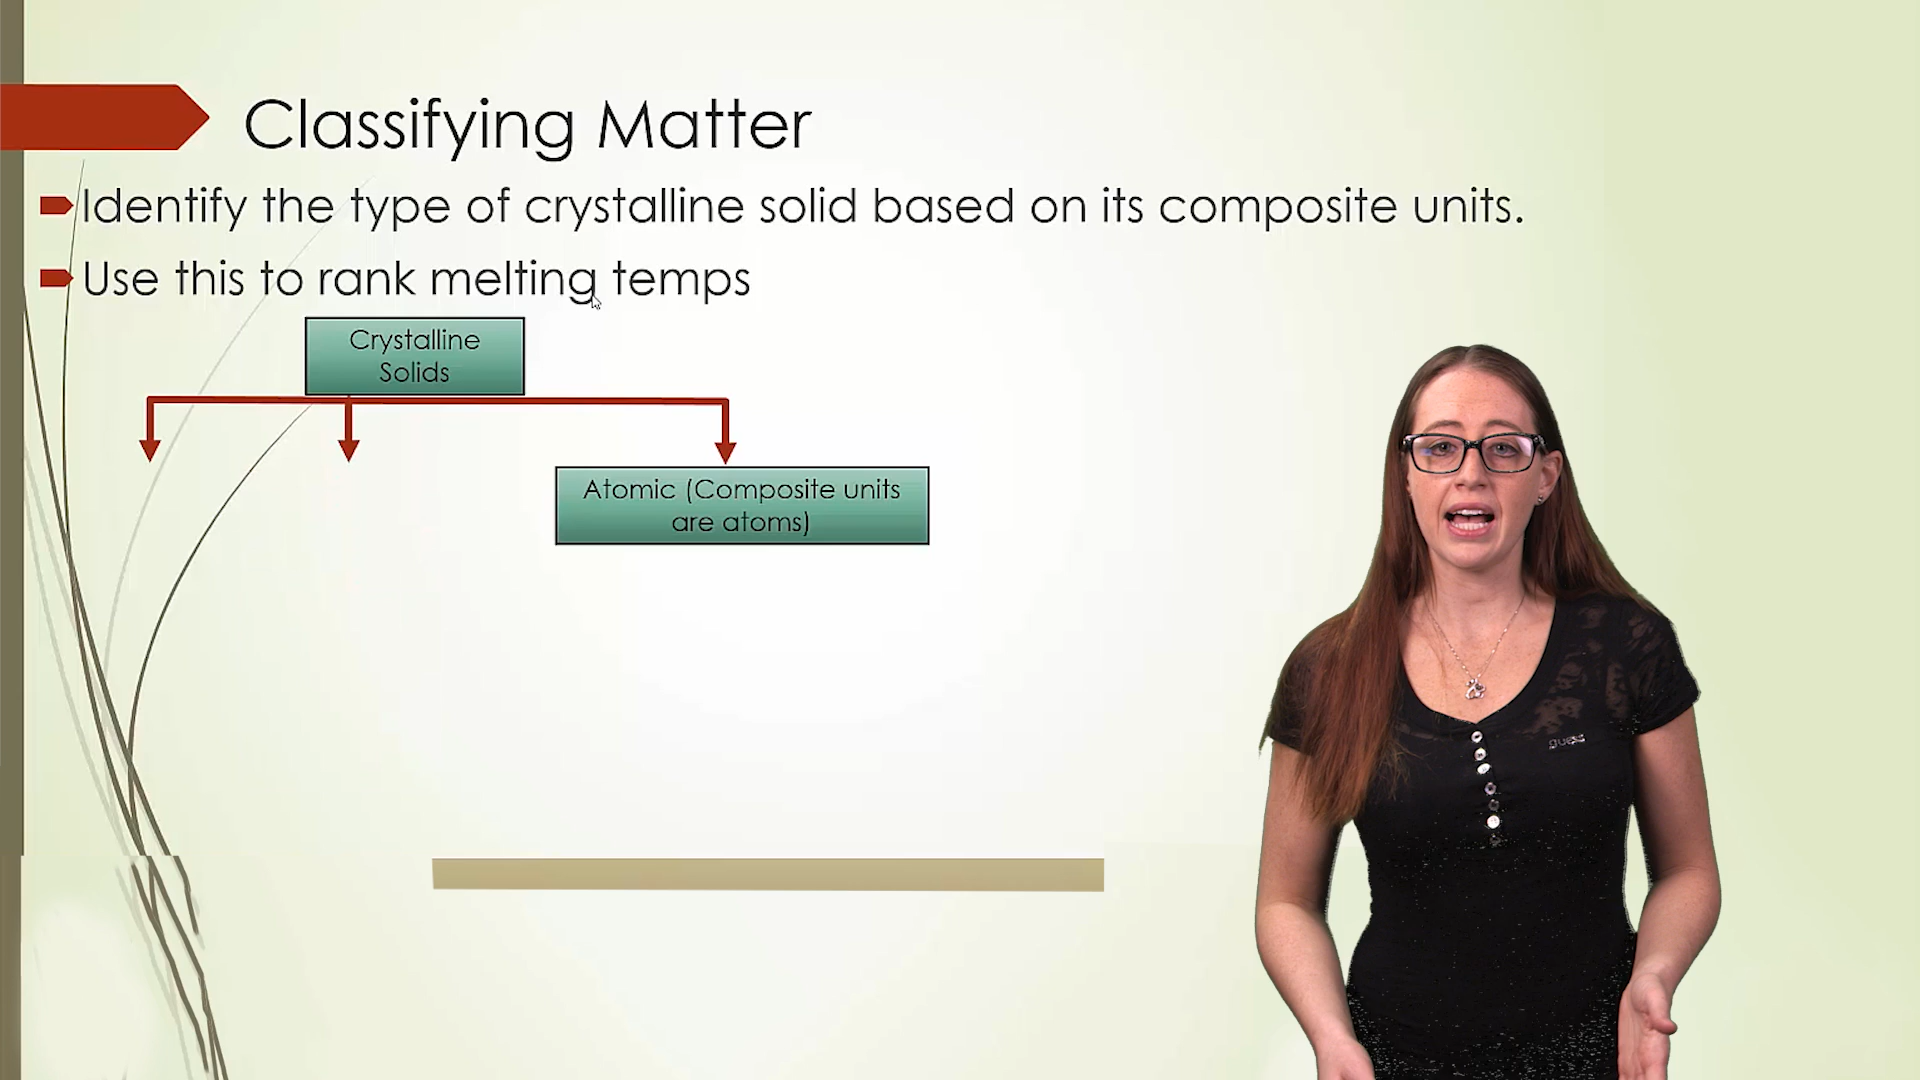 Classifying Matter
Identify the type of crystalline solid based on its composite units.
Use this to rank melting temps
Crystalline
Solids
Atomic (Composite units
are atoms)
guess